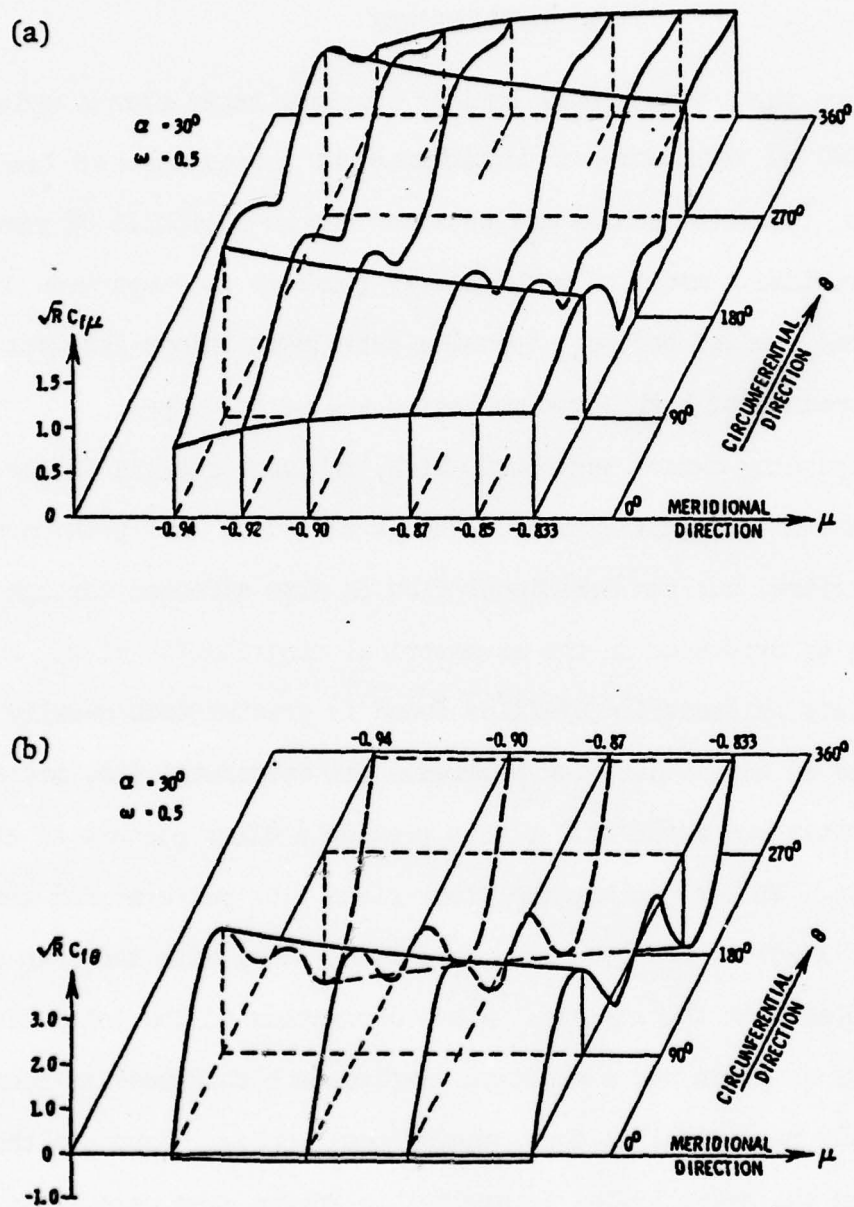 (a)
α = 30°
ω = 0.5
360°
270°
180°
90°
0°
θ
CIRCUMFERENTIAL
DIRECTION
√R C_fμ
1.5
1.0
0.5
0
-0.94
-0.92
-0.90
-0.87
-0.85
-0.833
MERIDIONAL
DIRECTION
μ
(b)
α = 30°
ω = 0.5
-0.94
-0.90
-0.87
-0.833
360°
270°
180°
90°
0°
θ
CIRCUMFERENTIAL
DIRECTION
√R C_fθ
3.0
2.0
1.0
0
-1.0
MERIDIONAL
DIRECTION
μ